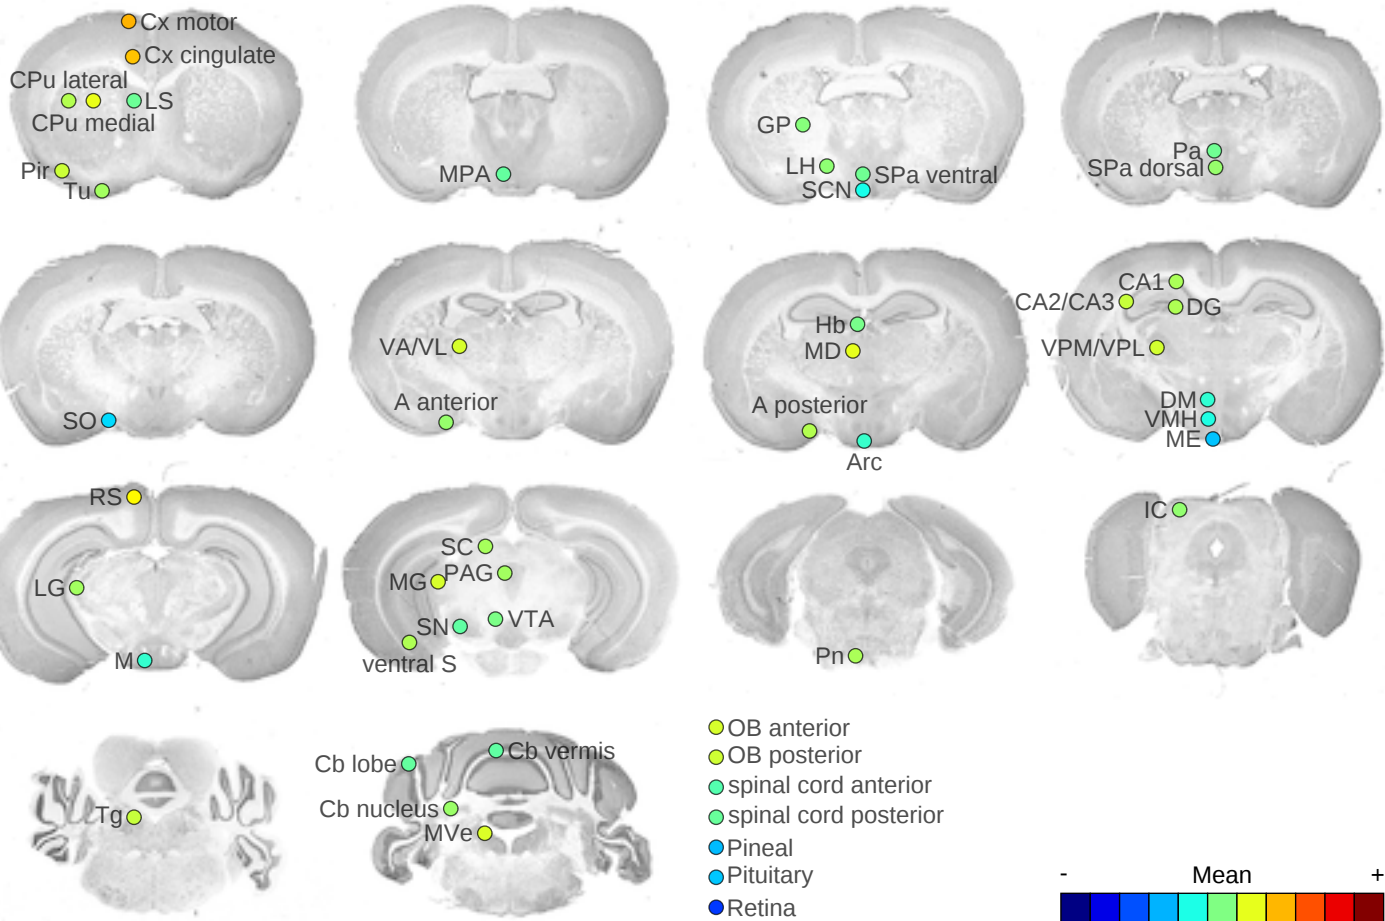 Cx motor
Cx cingulate
CPu lateral
LS
CPu medial
Pir
Tu
MPA
GP
LH
SPa ventral
SCN
Pa
SPa dorsal
SO
VA/VL
A anterior
Hb
MD
A posterior
Arc
CA1
CA2/CA3
DG
VPM/VPL
DM
VMH
ME
RS
LG
M
SC
MG
PAG
SN
VTA
ventral S
Pn
IC
Tg
Cb lobe
Cb vermis
Cb nucleus
MVe
OB anterior
OB posterior
spinal cord anterior
spinal cord posterior
Pineal
Pituitary
Retina
- Mean +